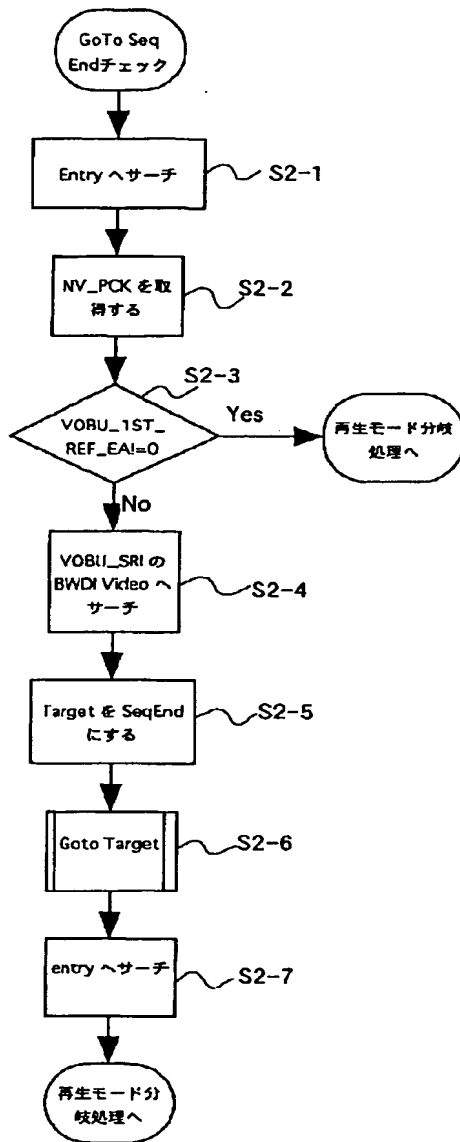 GoTo Seq
Endチェック
Entry へサーチ
S2-1
NV_PCK を取
得する
S2-2
S2-3
VOBU_1ST_
REF_EA!=0
Yes
再生モード分岐
処理へ
No
VOBU_SRI の
BWDI Video へ
サーチ
S2-4
Target を SeqEnd
にする
S2-5
Goto Target
S2-6
entry へサーチ
S2-7
再生モード分
岐処理へ